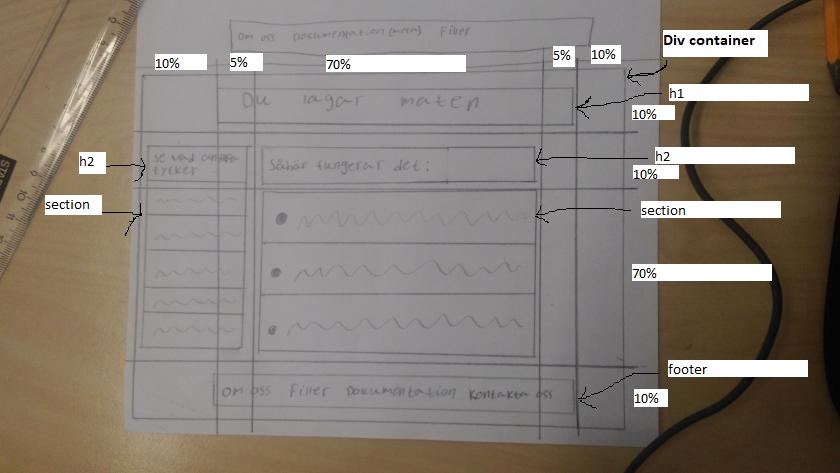 Om oss Dokumentation(meta) Filter
Div container
10% 5% 70% 5% 10%
h1
Du lagar maten
10%
h2
Se vad andra
tycker
Såhär fungerar det:
h2
10%
section
section
70%
footer
Om oss Filter Dokumentation Kontakta oss
10%